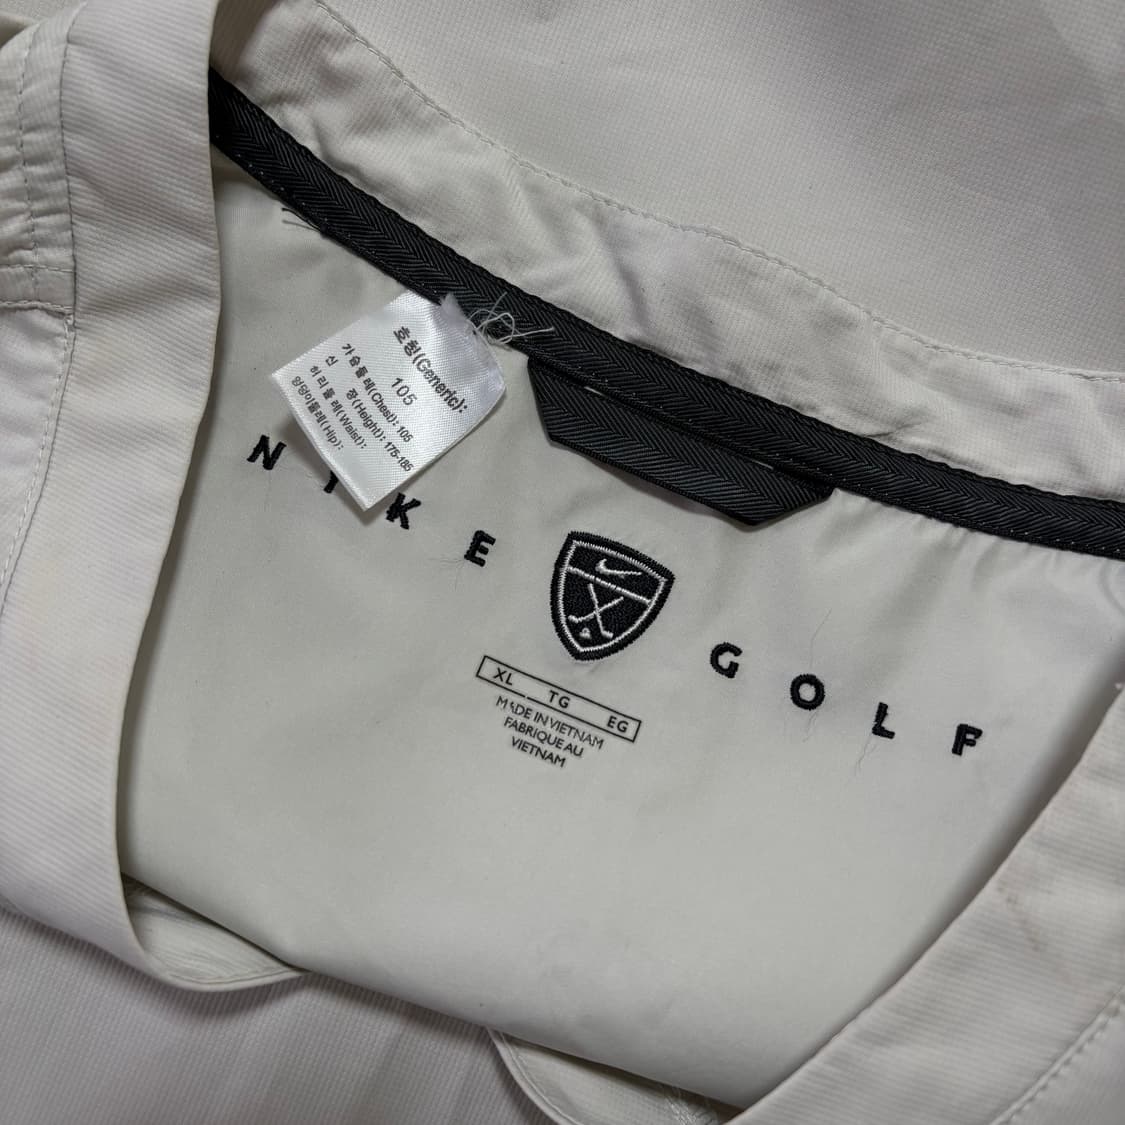 호칭(Generic):
105
가슴둘레(Chest): 105
신 장(Height): 175-185
허리둘레(Waist):
엉덩이둘레(Hip):
NIKE GOLF
XL TG EG
MADE IN VIETNAM
FABRIQUE AU
VIETNAM